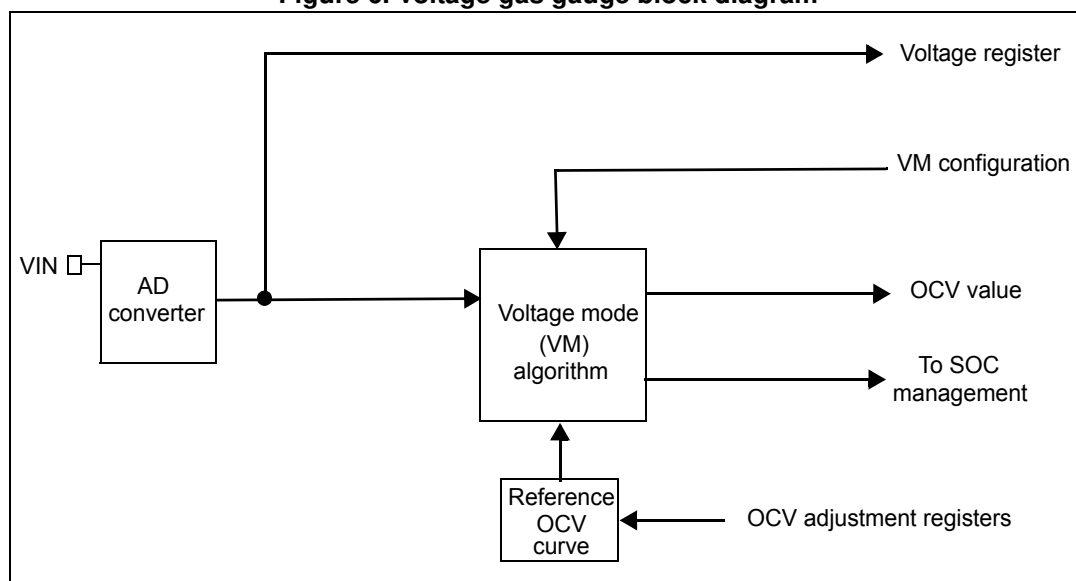 Figure Voltage gas gauge block diagram
Voltage register
VM configuration
VIN
AD
converter
Voltage mode
(VM)
algorithm
OCV value
To SOC
management
Reference
OCV
curve
OCV adjustment registers